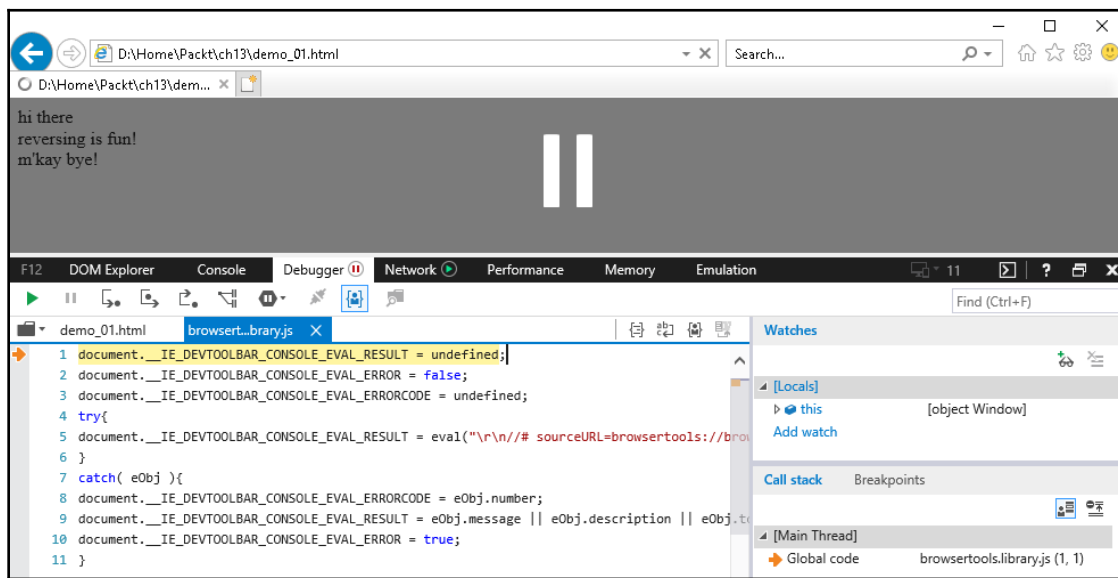 D:\Home\Packt\ch13\demo_01.html
Search...
D:\Home\Packt\ch13\dem...
hi there
reversing is fun!
m'kay bye!
F12 DOM Explorer Console Debugger Network Performance Memory Emulation 11 ?
Find (Ctrl+F)
demo_01.html browsert...brary.js
Watches
1 document.__IE_DEVTOOLBAR_CONSOLE_EVAL_RESULT = undefined;
2 document.__IE_DEVTOOLBAR_CONSOLE_EVAL_ERROR = false;
3 document.__IE_DEVTOOLBAR_CONSOLE_EVAL_ERRORCODE = undefined;
4 try{
5 document.__IE_DEVTOOLBAR_CONSOLE_EVAL_RESULT = eval("\r\n//# sourceURL=browsertools://brow
6 }
7 catch( eObj ){
8 document.__IE_DEVTOOLBAR_CONSOLE_EVAL_ERRORCODE = eObj.number;
9 document.__IE_DEVTOOLBAR_CONSOLE_EVAL_RESULT = eObj.message || eObj.description || eObj.to
10 document.__IE_DEVTOOLBAR_CONSOLE_EVAL_ERROR = true;
11 }
[Locals]
this [object Window]
Add watch
Call stack Breakpoints
[Main Thread]
Global code browsertools.library.js (1, 1)